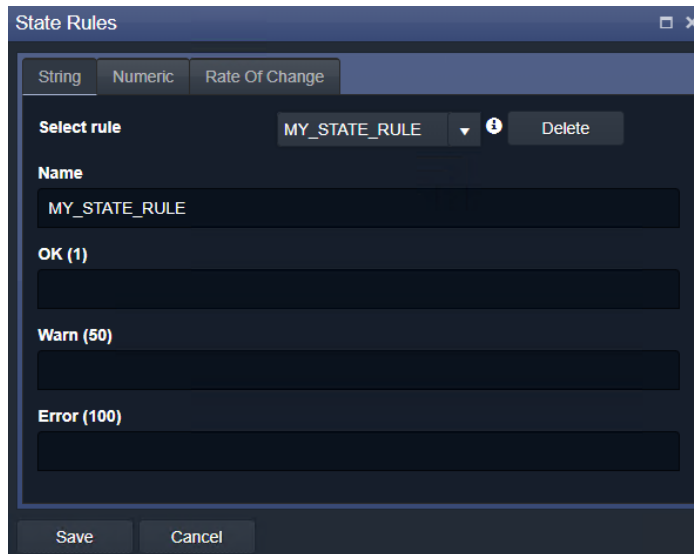 State Rules
String Numeric Rate Of Change
Select rule MY_STATE_RULE Delete
Name
MY_STATE_RULE
OK (1)
Warn (50)
Error (100)
Save Cancel